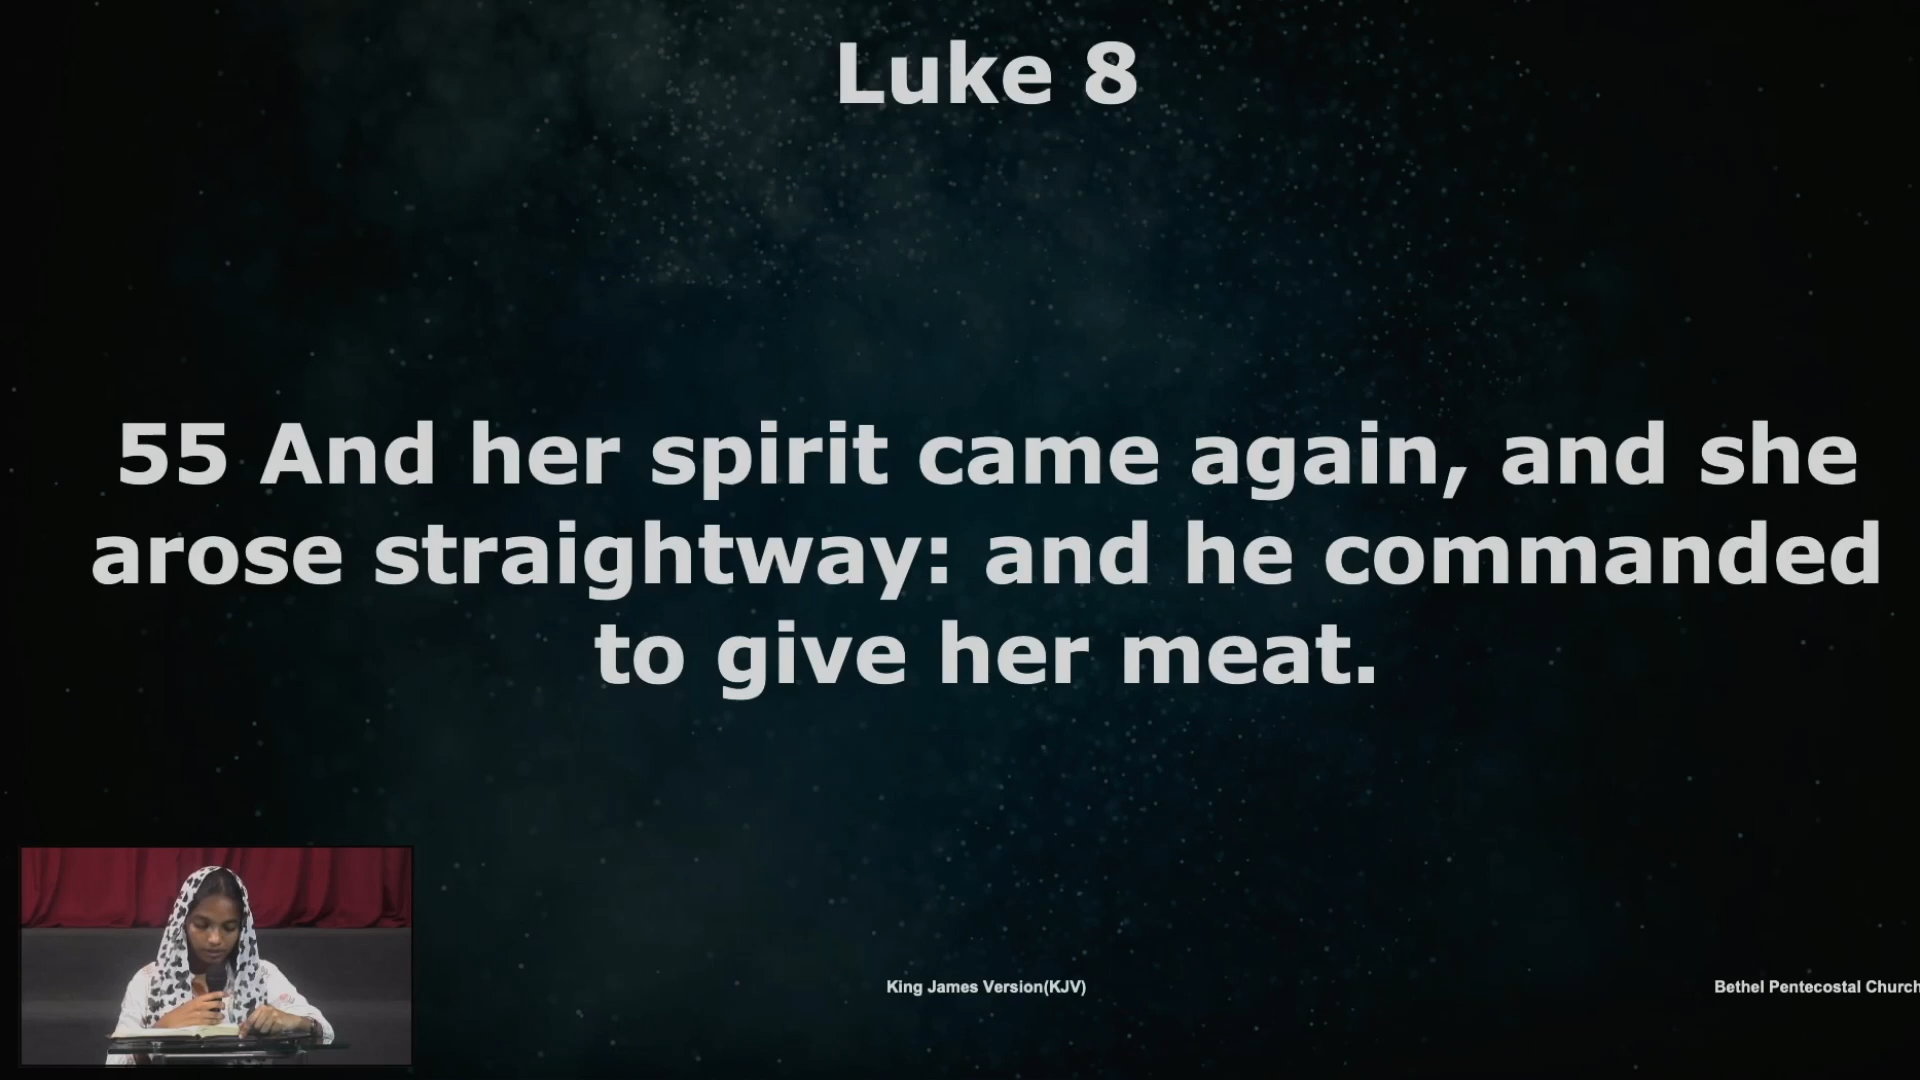 Luke 8
55 And her spirit came again, and she
arose straightway: and he commanded
to give her meat.
King James Version(KJV)
Bethel Pentecostal Church